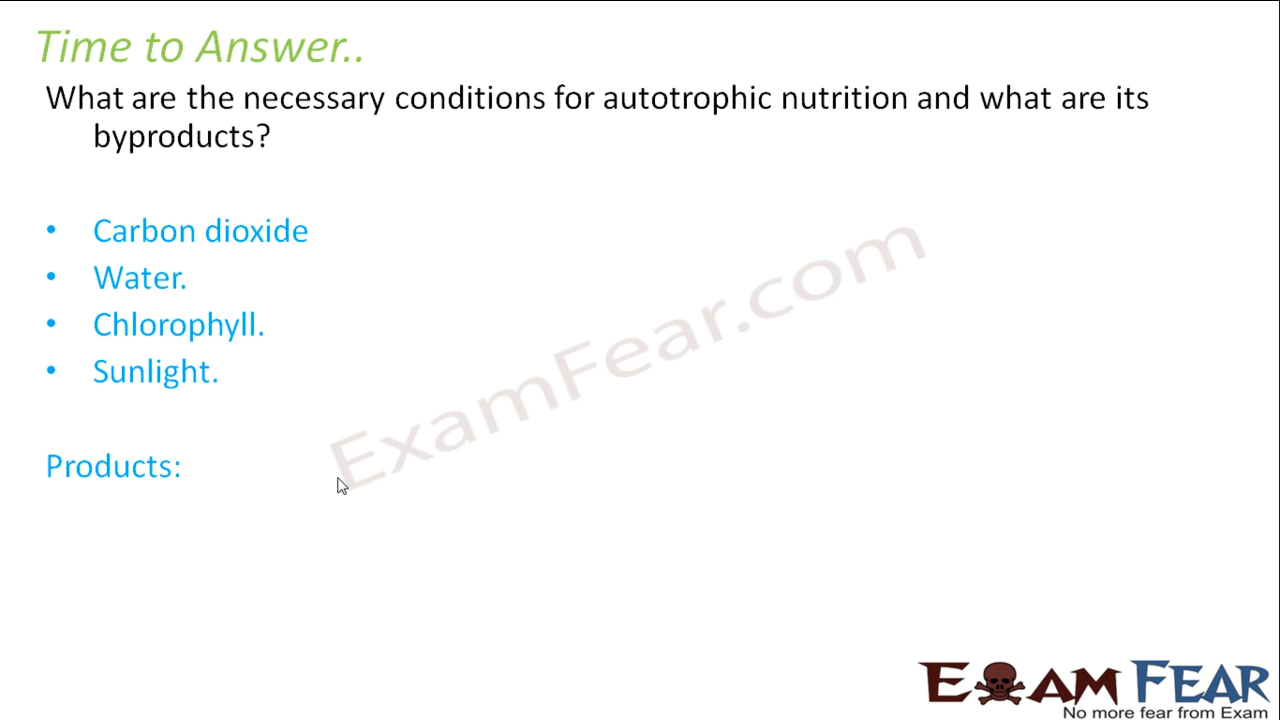 Time to Answer..
What are the necessary conditions for autotrophic nutrition and what are its
byproducts?
• Carbon dioxide
• Water.
• Chlorophyll.
• Sunlight.
Products:
ExamFear.com
EXAM FEAR
No more fear from Exam